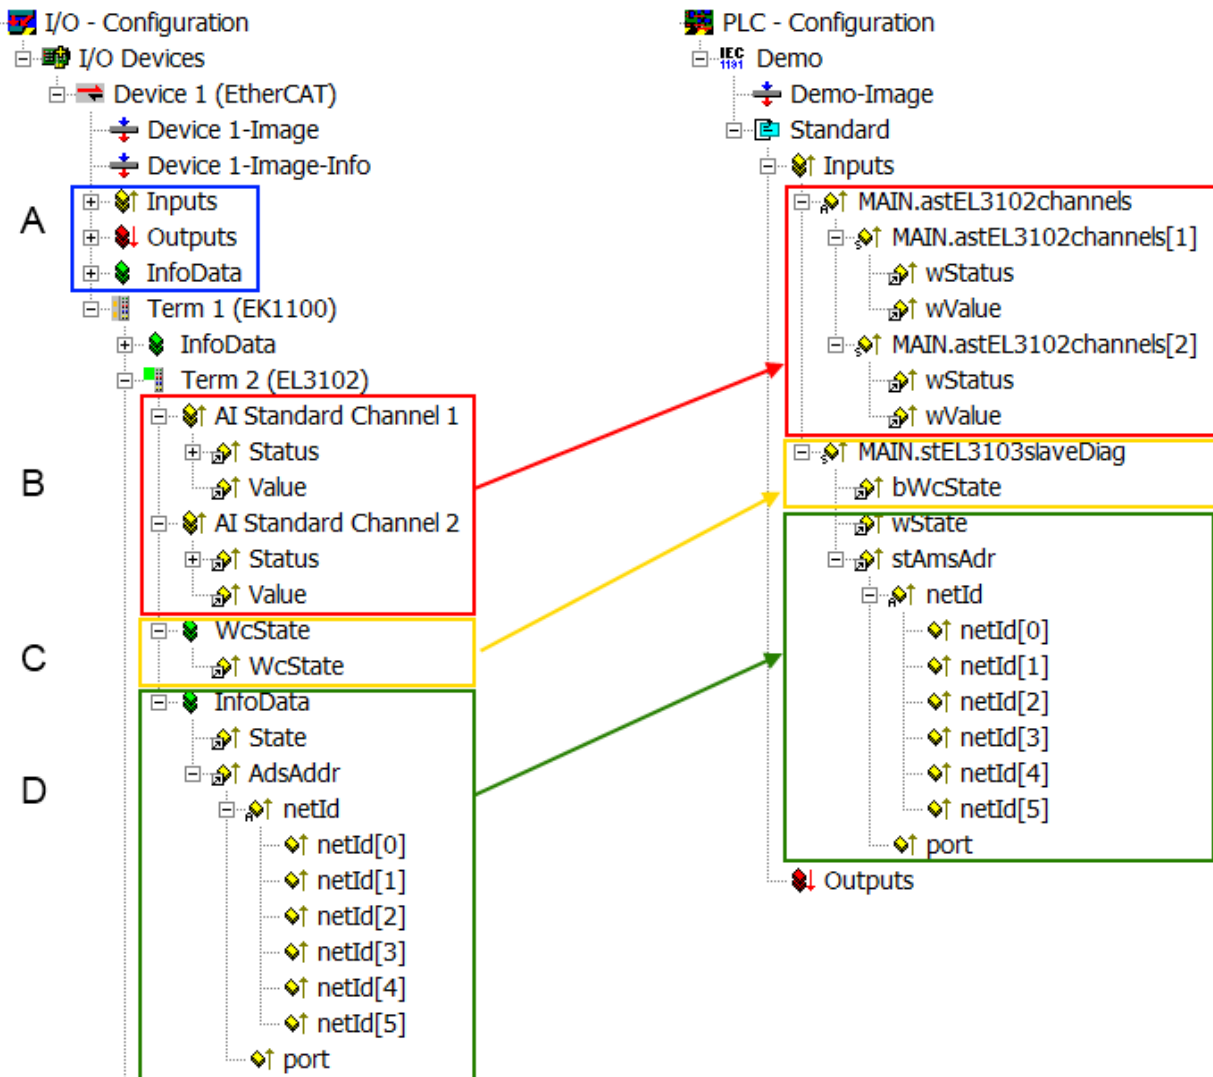 I/O - Configuration
I/O Devices
Device 1 (EtherCAT)
Device 1-Image
Device 1-Image-Info
A
Inputs
Outputs
InfoData
Term 1 (EK1100)
InfoData
Term 2 (EL3102)
B
AI Standard Channel 1
Status
Value
AI Standard Channel 2
Status
Value
C
WcState
WcState
D
InfoData
State
AdsAddr
netId
netId[0]
netId[1]
netId[2]
netId[3]
netId[4]
netId[5]
port
PLC - Configuration
IEC
1131
Demo
Demo-Image
Standard
Inputs
MAIN.astEL3102channels
MAIN.astEL3102channels[1]
wStatus
wValue
MAIN.astEL3102channels[2]
wStatus
wValue
MAIN.stEL3103slaveDiag
bWcState
wState
stAmsAdr
netId
netId[0]
netId[1]
netId[2]
netId[3]
netId[4]
netId[5]
port
Outputs